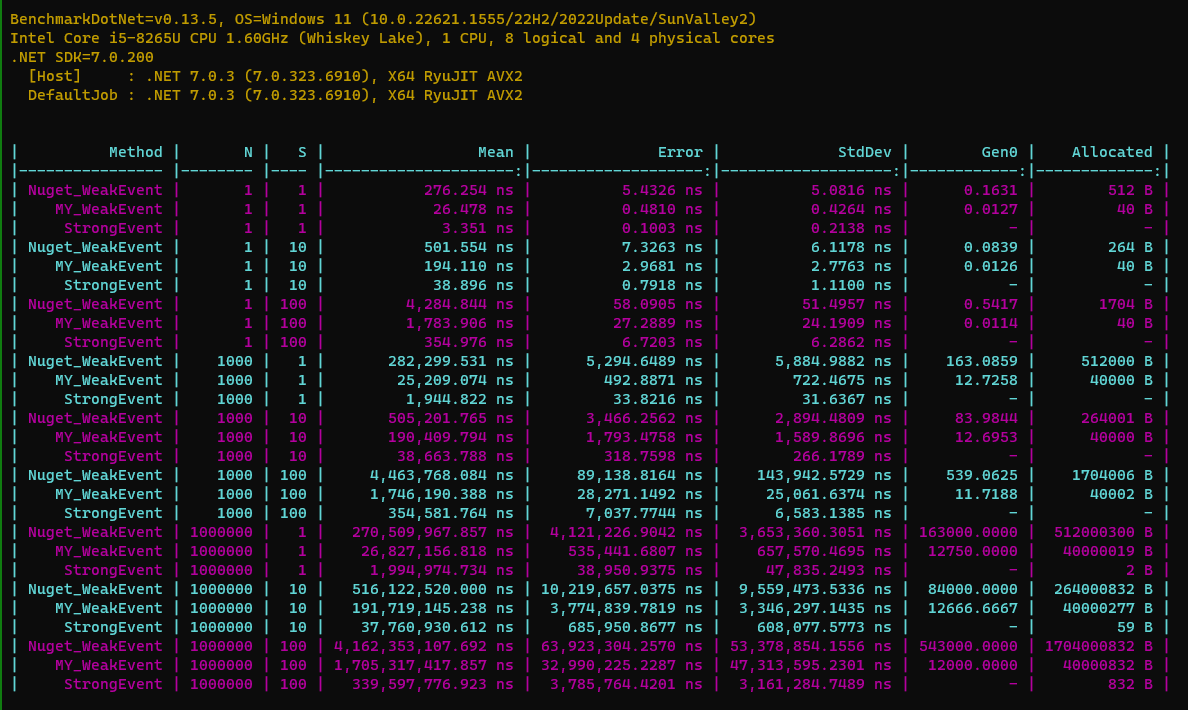 BenchmarkDotNet=v0.13.5, OS=Windows 11 (10.0.22621.1555/22H2/2022Update/SunValley2)
Intel Core i5-8265U CPU 1.60GHz (Whiskey Lake), 1 CPU, 8 logical and 4 physical cores
.NET SDK=7.0.200
  [Host]     : .NET 7.0.3 (7.0.323.6910), X64 RyuJIT AVX2
  DefaultJob : .NET 7.0.3 (7.0.323.6910), X64 RyuJIT AVX2
|          Method |       N |   S |                 Mean |              Error |             StdDev |       Gen0 |    Allocated |
|---------------- |-------- |---- |---------------------:|-------------------:|-------------------:|------------:|-------------:|
| Nuget_WeakEvent |       1 |   1 |           276.254 ns |          5.4326 ns |          5.0816 ns |      0.1631 |        512 B |
|    MY_WeakEvent |       1 |   1 |            26.478 ns |          0.4810 ns |          0.4264 ns |      0.0127 |         40 B |
|     StrongEvent |       1 |   1 |             3.351 ns |          0.1003 ns |          0.2138 ns |           - |            - |
| Nuget_WeakEvent |       1 |  10 |           501.554 ns |          7.3263 ns |          6.1178 ns |      0.0839 |        264 B |
|    MY_WeakEvent |       1 |  10 |           194.110 ns |          2.9681 ns |          2.7763 ns |      0.0126 |         40 B |
|     StrongEvent |       1 |  10 |            38.896 ns |          0.7918 ns |          1.1100 ns |           - |            - |
| Nuget_WeakEvent |       1 | 100 |         4,284.844 ns |         58.0905 ns |         51.4957 ns |      0.5417 |       1704 B |
|    MY_WeakEvent |       1 | 100 |         1,783.906 ns |         27.2889 ns |         24.1909 ns |      0.0114 |         40 B |
|     StrongEvent |       1 | 100 |           354.976 ns |          6.7203 ns |          6.2862 ns |           - |            - |
| Nuget_WeakEvent |    1000 |   1 |       282,299.531 ns |      5,294.6489 ns |      5,884.9882 ns |    163.0859 |     512000 B |
|    MY_WeakEvent |    1000 |   1 |        25,209.074 ns |        492.8871 ns |        722.4675 ns |     12.7258 |      40000 B |
|     StrongEvent |    1000 |   1 |         1,944.822 ns |         33.8216 ns |         31.6367 ns |           - |            - |
| Nuget_WeakEvent |    1000 |  10 |       505,201.765 ns |      3,466.2562 ns |      2,894.4809 ns |     83.9844 |     264001 B |
|    MY_WeakEvent |    1000 |  10 |       190,409.794 ns |      1,793.4758 ns |      1,589.8696 ns |     12.6953 |      40000 B |
|     StrongEvent |    1000 |  10 |        38,663.788 ns |        318.7598 ns |        266.1789 ns |           - |            - |
| Nuget_WeakEvent |    1000 | 100 |     4,463,768.084 ns |     89,138.8164 ns |    143,942.5729 ns |    539.0625 |    1704006 B |
|    MY_WeakEvent |    1000 | 100 |     1,746,190.388 ns |     28,271.1492 ns |     25,061.6374 ns |     11.7188 |      40002 B |
|     StrongEvent |    1000 | 100 |       354,581.764 ns |      7,037.7744 ns |      6,583.1385 ns |           - |            - |
| Nuget_WeakEvent | 1000000 |   1 |   270,509,967.857 ns |  4,121,226.9042 ns |  3,653,360.3051 ns | 163000.0000 |  512000300 B |
|    MY_WeakEvent | 1000000 |   1 |    26,827,156.818 ns |    535,441.6807 ns |    657,570.4695 ns |  12750.0000 |   40000019 B |
|     StrongEvent | 1000000 |   1 |     1,994,974.734 ns |     38,950.9375 ns |     47,835.2493 ns |           - |          2 B |
| Nuget_WeakEvent | 1000000 |  10 |   516,122,520.000 ns | 10,219,657.0375 ns |  9,559,473.5336 ns |  84000.0000 |  264000832 B |
|    MY_WeakEvent | 1000000 |  10 |   191,719,145.238 ns |  3,774,839.7819 ns |  3,346,297.1435 ns |  12666.6667 |   40000277 B |
|     StrongEvent | 1000000 |  10 |    37,760,930.612 ns |    685,950.8677 ns |    608,077.5773 ns |           - |         59 B |
| Nuget_WeakEvent | 1000000 | 100 | 4,162,353,107.692 ns | 63,923,304.2570 ns | 53,378,854.1556 ns | 543000.0000 | 1704000832 B |
|    MY_WeakEvent | 1000000 | 100 | 1,705,317,417.857 ns | 32,990,225.2287 ns | 47,313,595.2301 ns |  12000.0000 |   40000832 B |
|     StrongEvent | 1000000 | 100 |   339,597,776.923 ns |  3,785,764.4201 ns |  3,161,284.7489 ns |           - |        832 B |